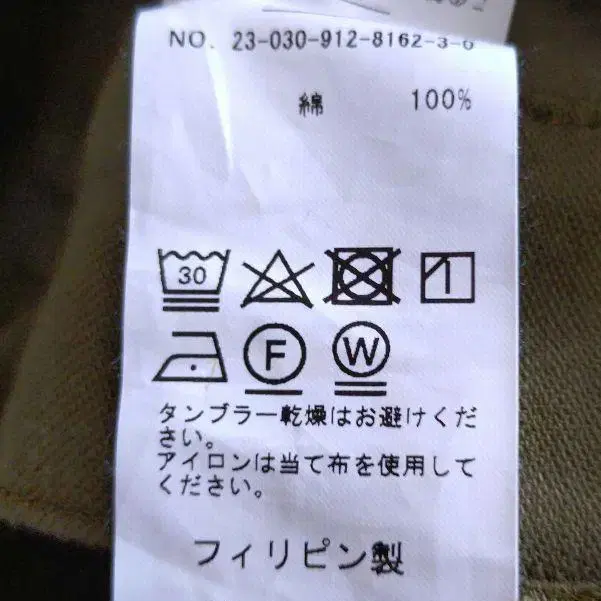 NO. 23-030-912-8162-3-6
綿 100%
30
F W
タンブラー乾燥はお避けくだ
さい。
アイロンは当て布を使用して
ください。
フィリピン製